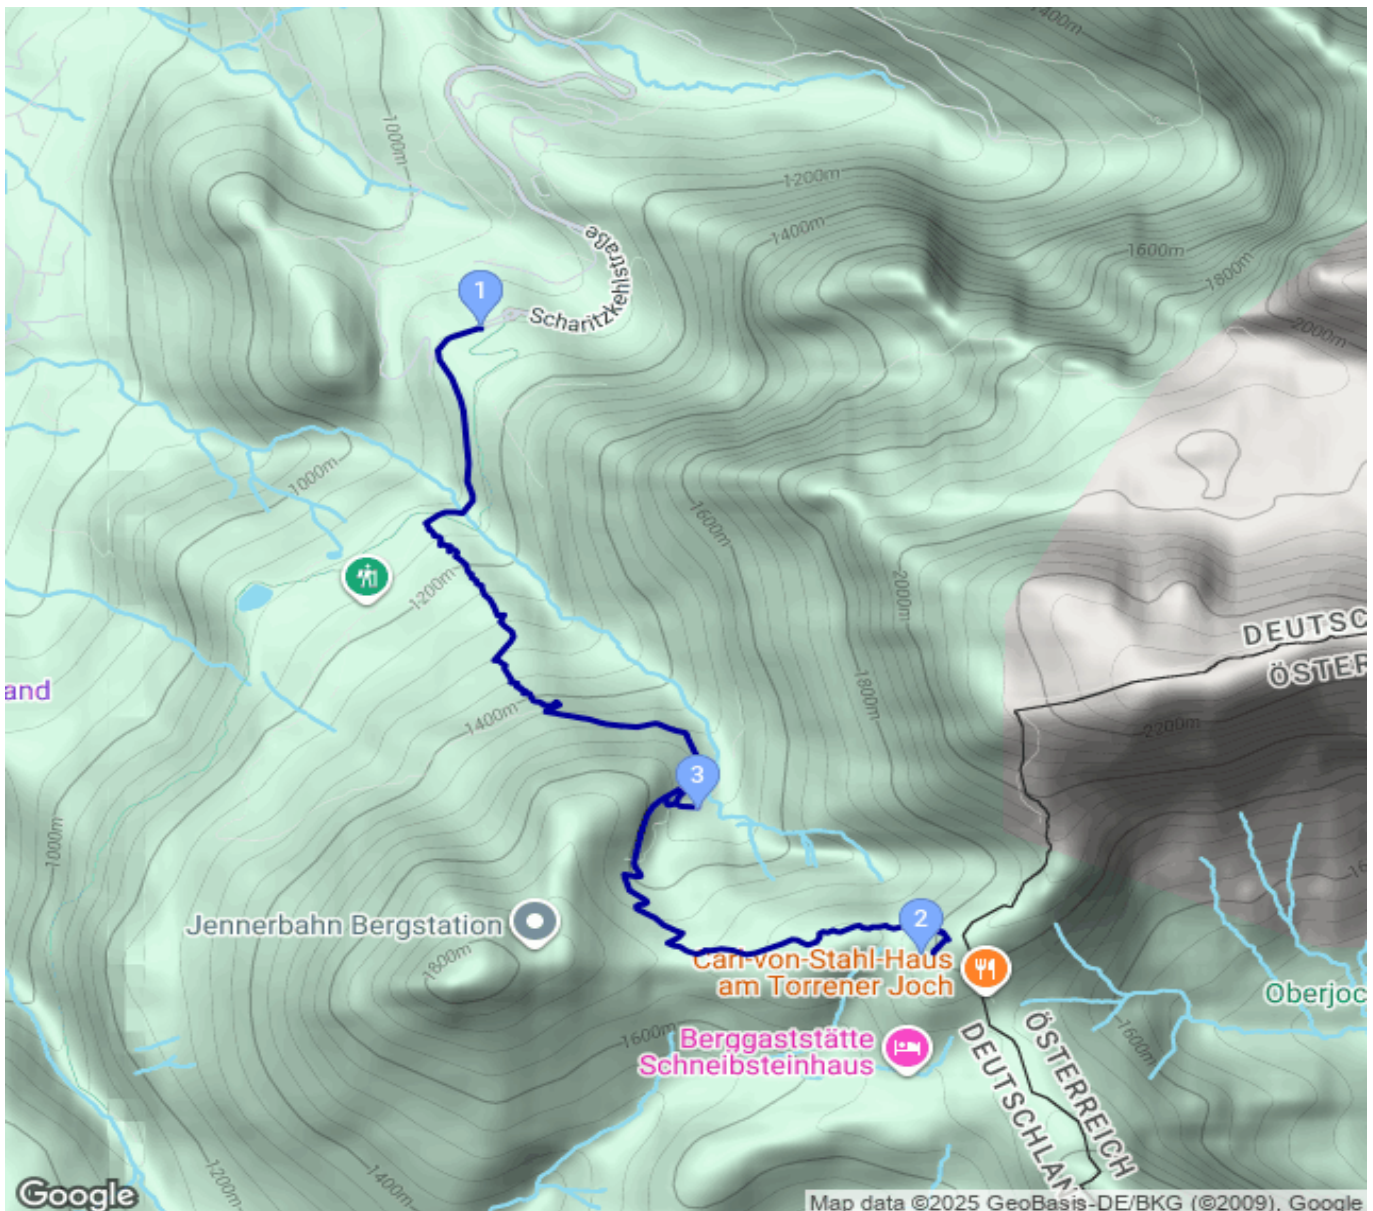 1400m
1000m
1200m
1400m
Scharitzkehlstraße
1600m
1800m
2000m
1
1000m
1600m
1200m
2000m
DEUTSC
ÖSTER
and
1800m
1400m
2200m
3
1000m
2
Jennerbahn Bergstation
1800m
Carl-von-Stahl-Haus
am Torrener Joch
Oberjoc
1600m
Berggaststätte
Schneibsteinhaus
1600m
ÖSTERREICH
DEUTSCHLAN
1200m
1400m
Google
Map data ©2025 GeoBasis-DE/BKG (©2009), Google